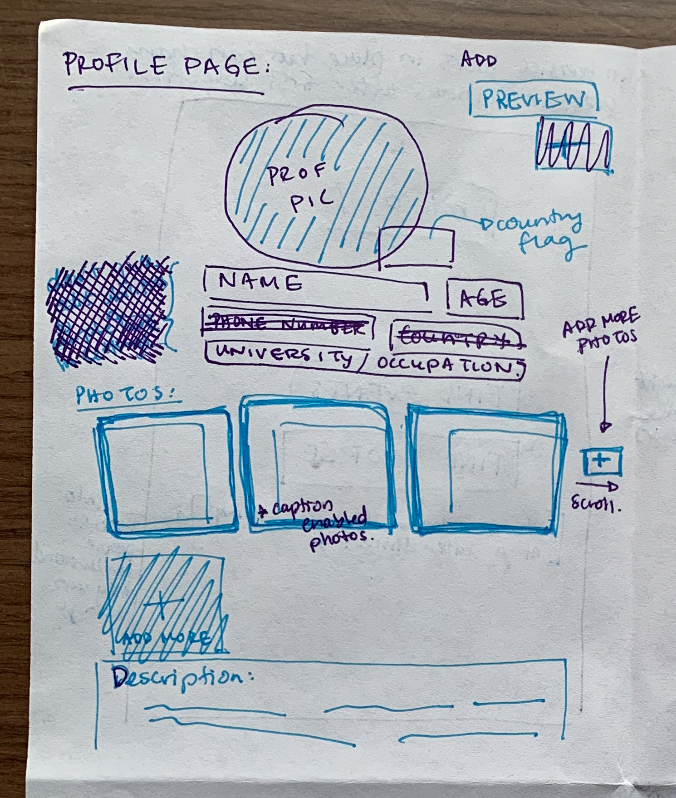 PROFILE PAGE:
ADD
PREVIEW
PROF
PIC
country
flag
NAME
AGE
PHONE NUMBER
COUNTRY
UNIVERSITY / OCCUPATION.
ADD MORE
PHOTOS
PHOTOS:
+
scroll.
+ caption
enabled
photos.
+
ADD MORE
Description: